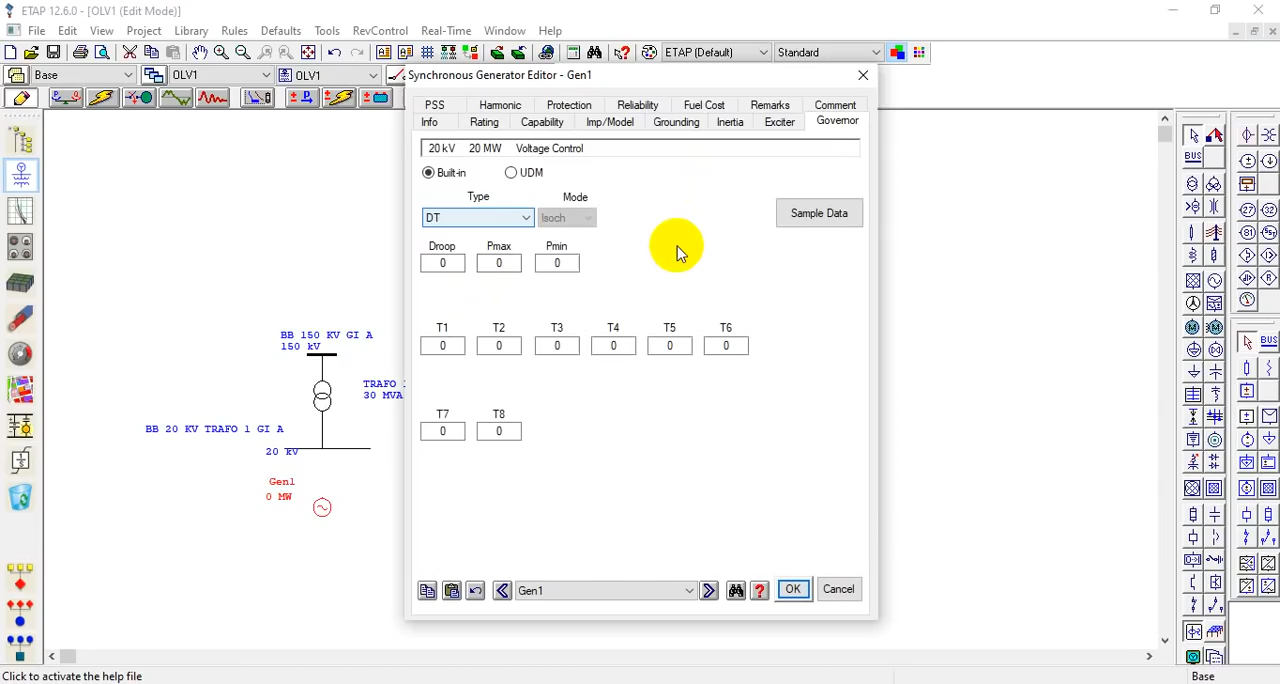 ETAP 12.6.0 - [OLV1 (Edit Mode)]
File Edit View Project Library Rules Defaults Tools RevControl Real-Time Window Help
ETAP (Default) Standard
Base OLV1 OLV1
Synchronous Generator Editor - Gen1
PSS Harmonic Protection Reliability Fuel Cost Remarks Comment
Info Rating Capability Imp/Model Grounding Inertia Exciter Governor
20 kV 20 MW Voltage Control
Built-in UDM
Type Mode
DT Isoch Sample Data
Droop Pmax Pmin
0 0 0
T1 T2 T3 T4 T5 T6
0 0 0 0 0 0
T7 T8
0 0
BB 150 KV GI A
150 kV
TRAFO
30 MVA
BB 20 KV TRAFO 1 GI A
20 kV
Gen1
0 MW
BUS
BUS
Gen1 OK Cancel
Click to activate the help file Base